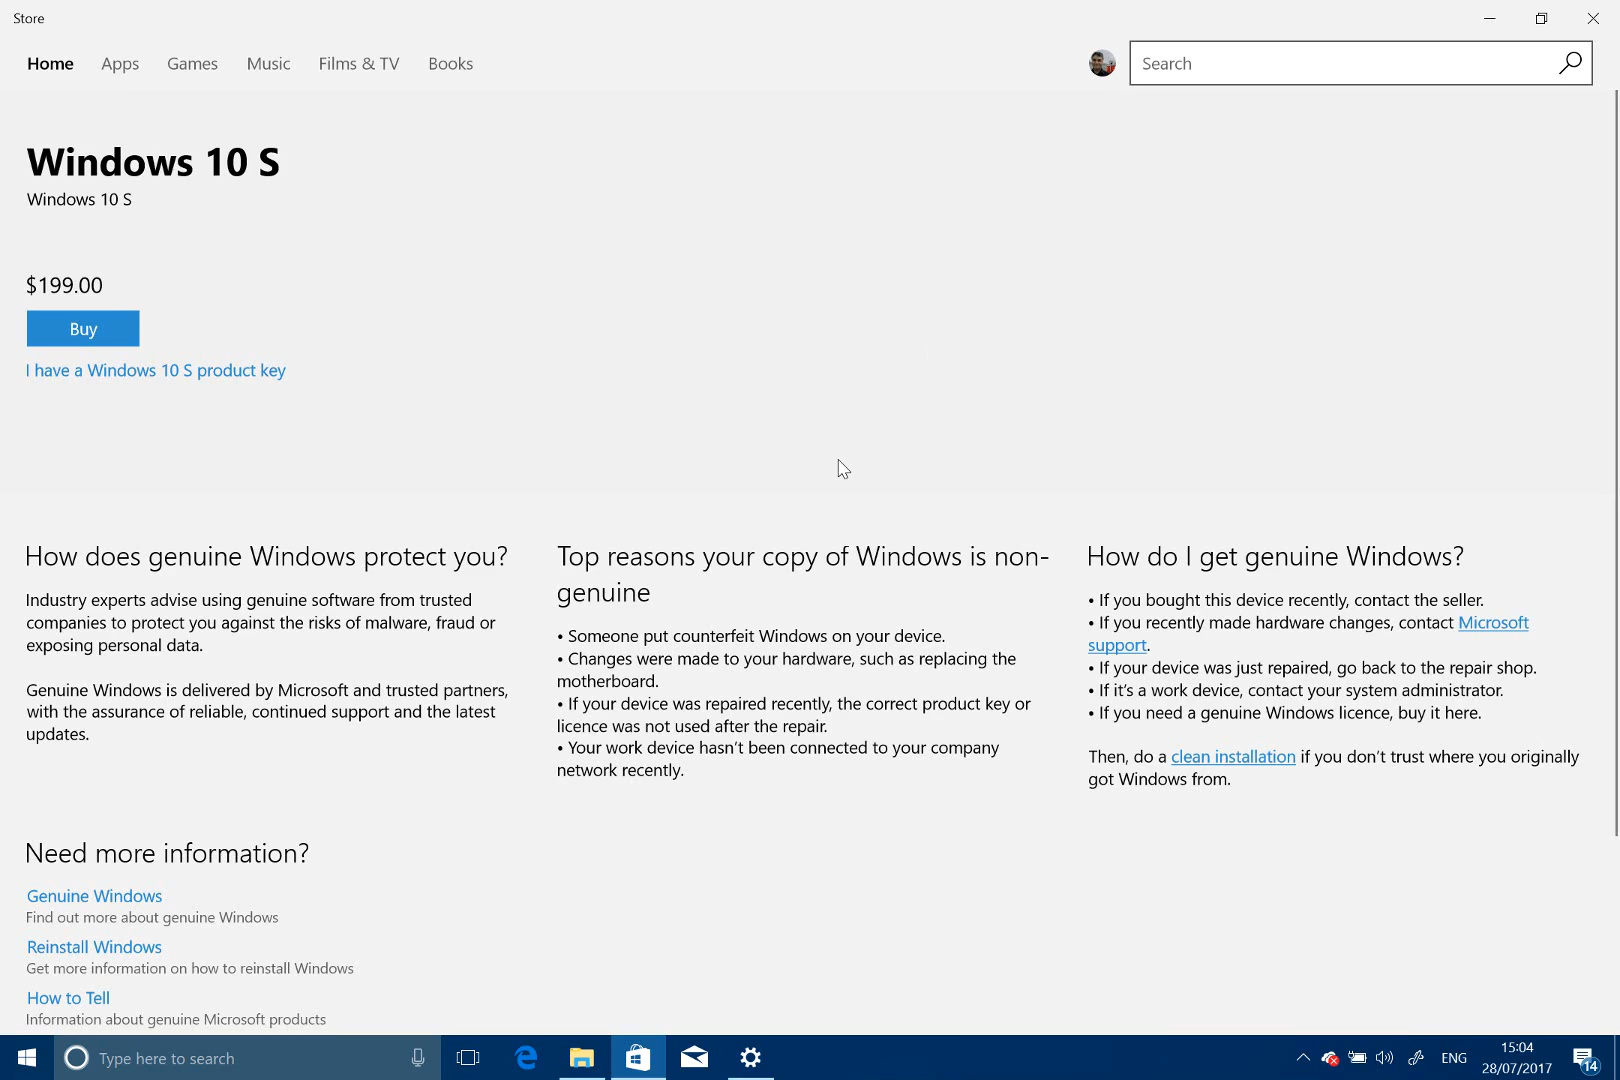 Store
Home Apps Games Music Films & TV Books Search
Windows 10 S
Windows 10 S
$199.00
Buy
I have a Windows 10 S product key
How does genuine Windows protect you?
Industry experts advise using genuine software from trusted
companies to protect you against the risks of malware, fraud or
exposing personal data.
Genuine Windows is delivered by Microsoft and trusted partners,
with the assurance of reliable, continued support and the latest
updates.
Top reasons your copy of Windows is non-
genuine
• Someone put counterfeit Windows on your device.
• Changes were made to your hardware, such as replacing the
motherboard.
• If your device was repaired recently, the correct product key or
licence was not used after the repair.
• Your work device hasn't been connected to your company
network recently.
How do I get genuine Windows?
• If you bought this device recently, contact the seller.
• If you recently made hardware changes, contact Microsoft
support.
• If your device was just repaired, go back to the repair shop.
• If it's a work device, contact your system administrator.
• If you need a genuine Windows licence, buy it here.
Then, do a clean installation if you don't trust where you originally
got Windows from.
Need more information?
Genuine Windows
Find out more about genuine Windows
Reinstall Windows
Get more information on how to reinstall Windows
How to Tell
Information about genuine Microsoft products
Type here to search
ENG
15:04
28/07/2017
14